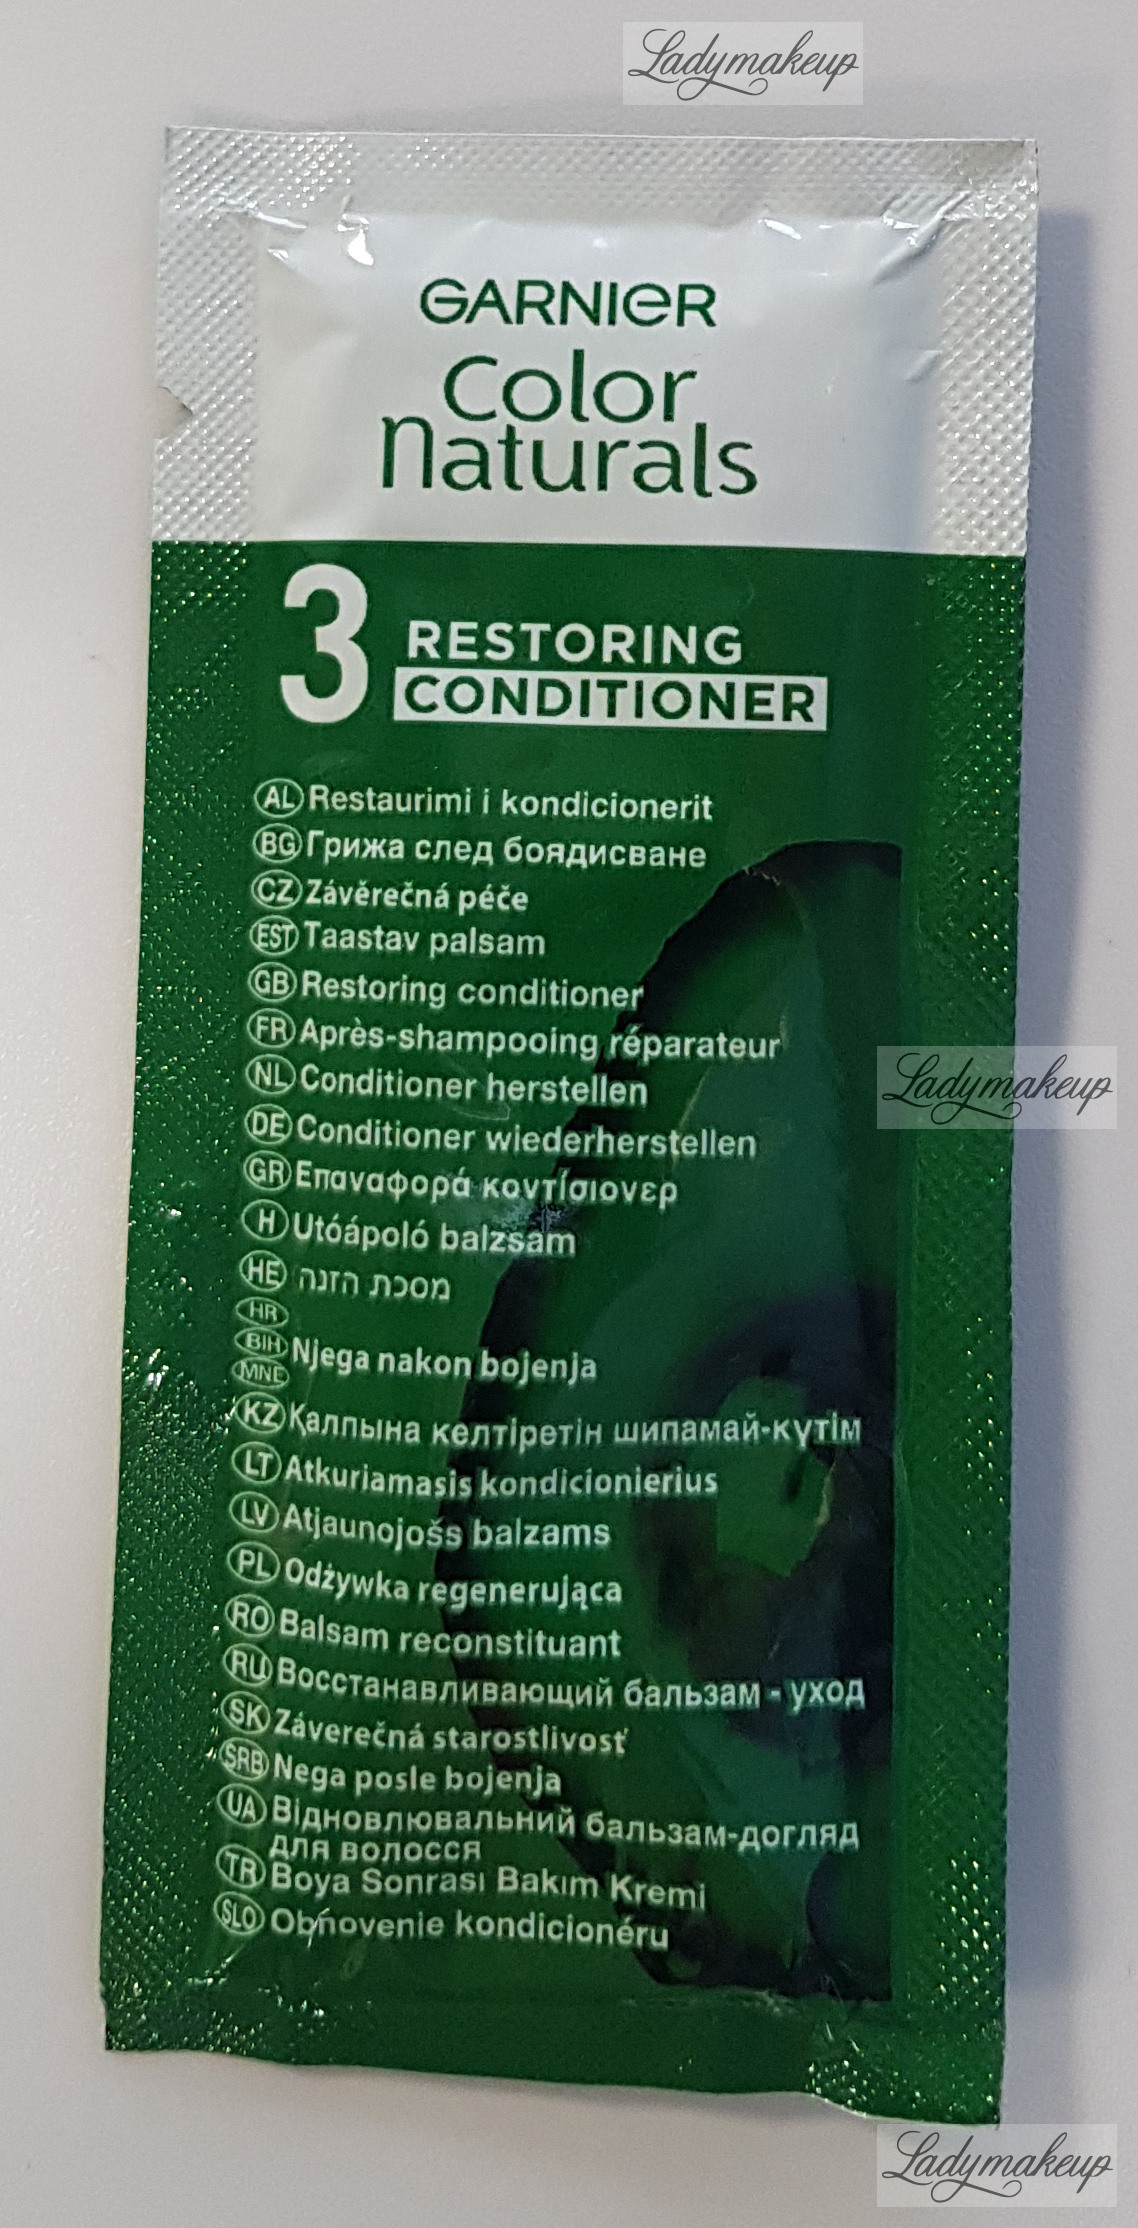 Ladymakeup
GARNIER
Color
Naturals
3 RESTORING
CONDITIONER
AL Restaurimi i kondicionerit
BG Грижа след боядисване
CZ Závěrečná péče
EST Taastav palsam
GB Restoring conditioner
FR Après-shampooing réparateur
NL Conditioner herstellen
DE Conditioner wiederherstellen
Ladymakeup
GR Επαναφορά κοντίσιονερ
H Utóápoló balzsam
HE מסכת הזנה
HR
BIH Njega nakon bojenja
MNE
KZ Қалпына келтіретін шипамай-күтім
LT Atkuriamasis kondicionierius
LV Atjaunojošs balzams
PL Odżywka regenerująca
RO Balsam reconstituant
RU Восстанавливающий бальзам - уход
SK Záverečná starostlivosť
SRB Nega posle bojenja
UA Відновлювальний бальзам-догляд
для волосся
TR Boya Sonrası Bakım Kremi
SLO Obnovenie kondicionéru
Ladymakeup